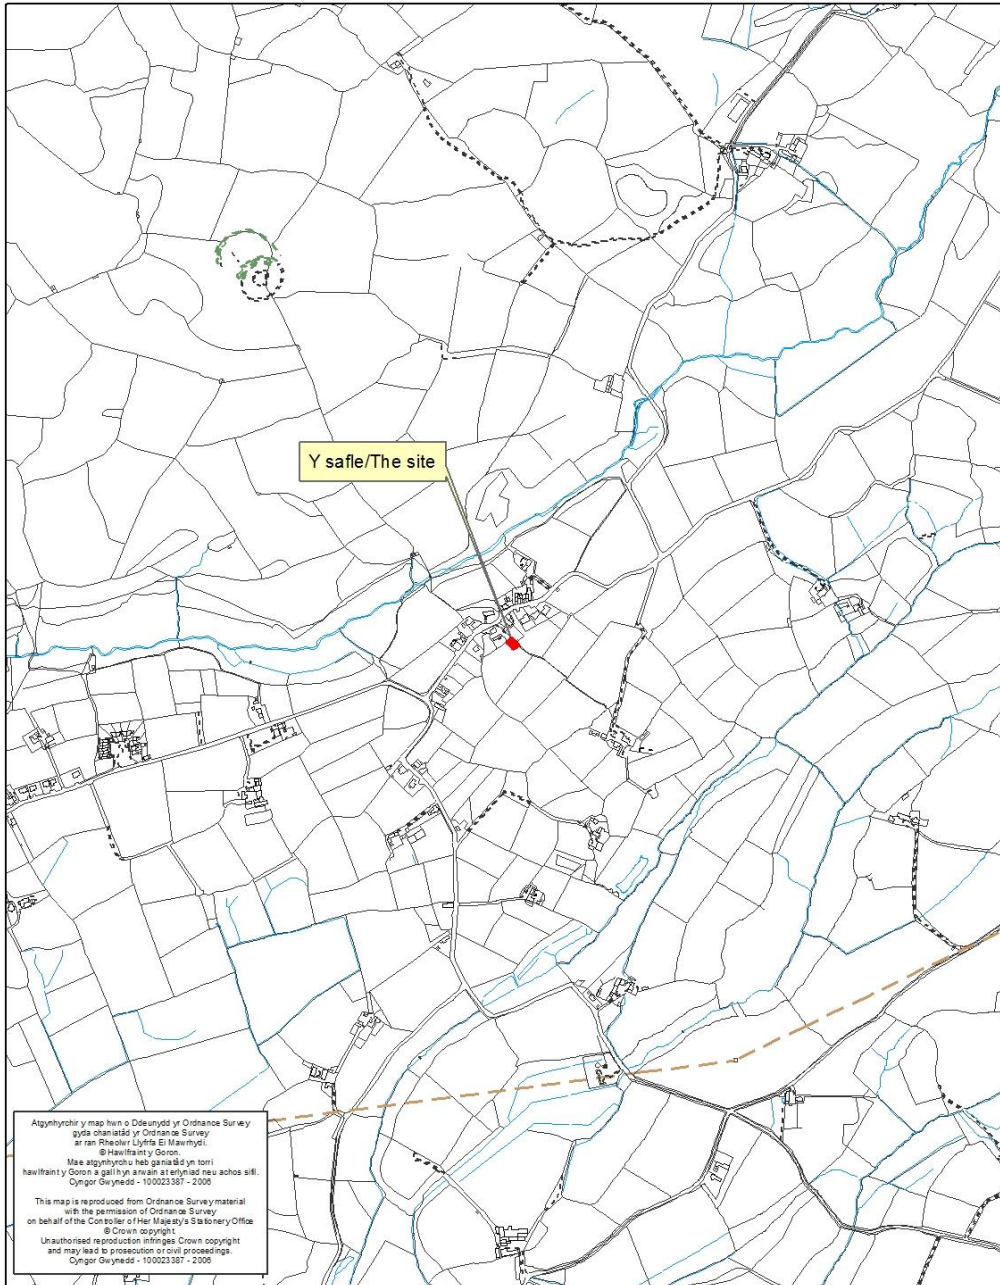 Y safle/The site
Atgynhyrchir y map hwn o Ddeunydd yr Ordnance Survey
gyda chaniatâd yr Ordnance Survey
ar ran Rheolwr Llyfrfa Ei Mawrhydi.
© Hawlfraint y Goron.
Mae atgynhyrchu heb ganiatâd yn torri
hawlfraint y Goron a gall hyn arwain at erlyniad neu achos sifil.
Cyngor Gwynedd - 100023387 - 2006
This map is reproduced from Ordnance Survey material
with the permission of Ordnance Survey
on behalf of the Controller of Her Majesty's Stationery Office
© Crown copyright.
Unauthorised reproduction infringes Crown copyright
and may lead to prosecution or civil proceedings.
Cyngor Gwynedd - 100023387 - 2006